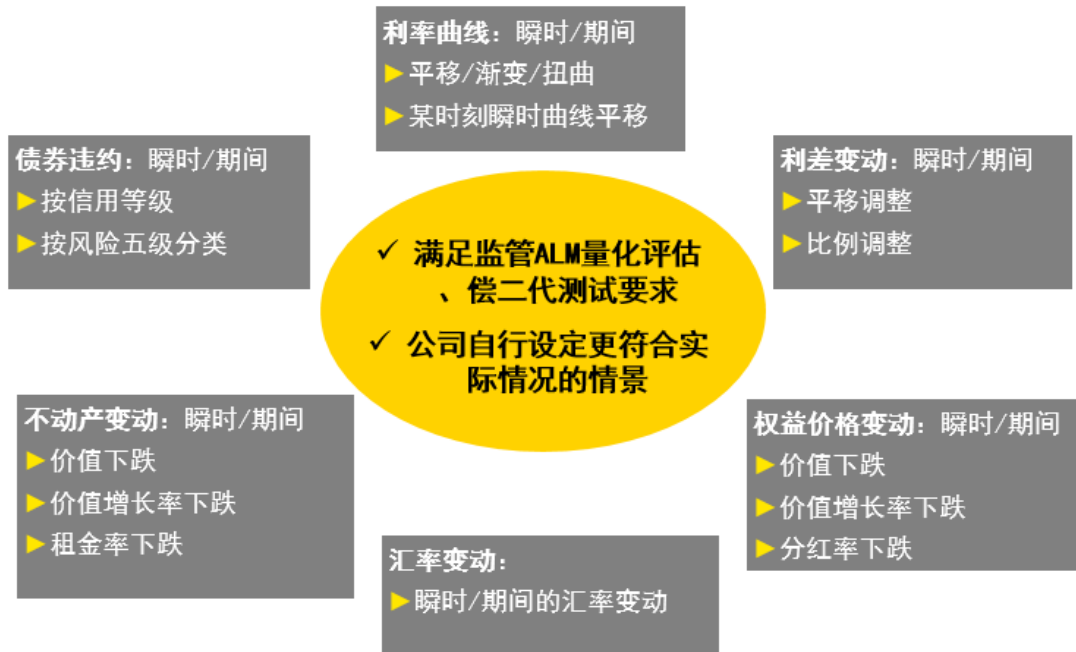 利率曲线：瞬时/期间
▶平移/渐变/扭曲
▶某时刻瞬时曲线平移
债券违约：瞬时/期间
▶按信用等级
▶按风险五级分类
利差变动：瞬时/期间
▶平移调整
▶比例调整
✓ 满足监管ALM量化评估
、偿二代测试要求
✓ 公司自行设定更符合实
际情况的情景
不动产变动：瞬时/期间
▶价值下跌
▶价值增长率下跌
▶租金率下跌
权益价格变动：瞬时/期间
▶价值下跌
▶价值增长率下跌
▶分红率下跌
汇率变动：
▶瞬时/期间的汇率变动